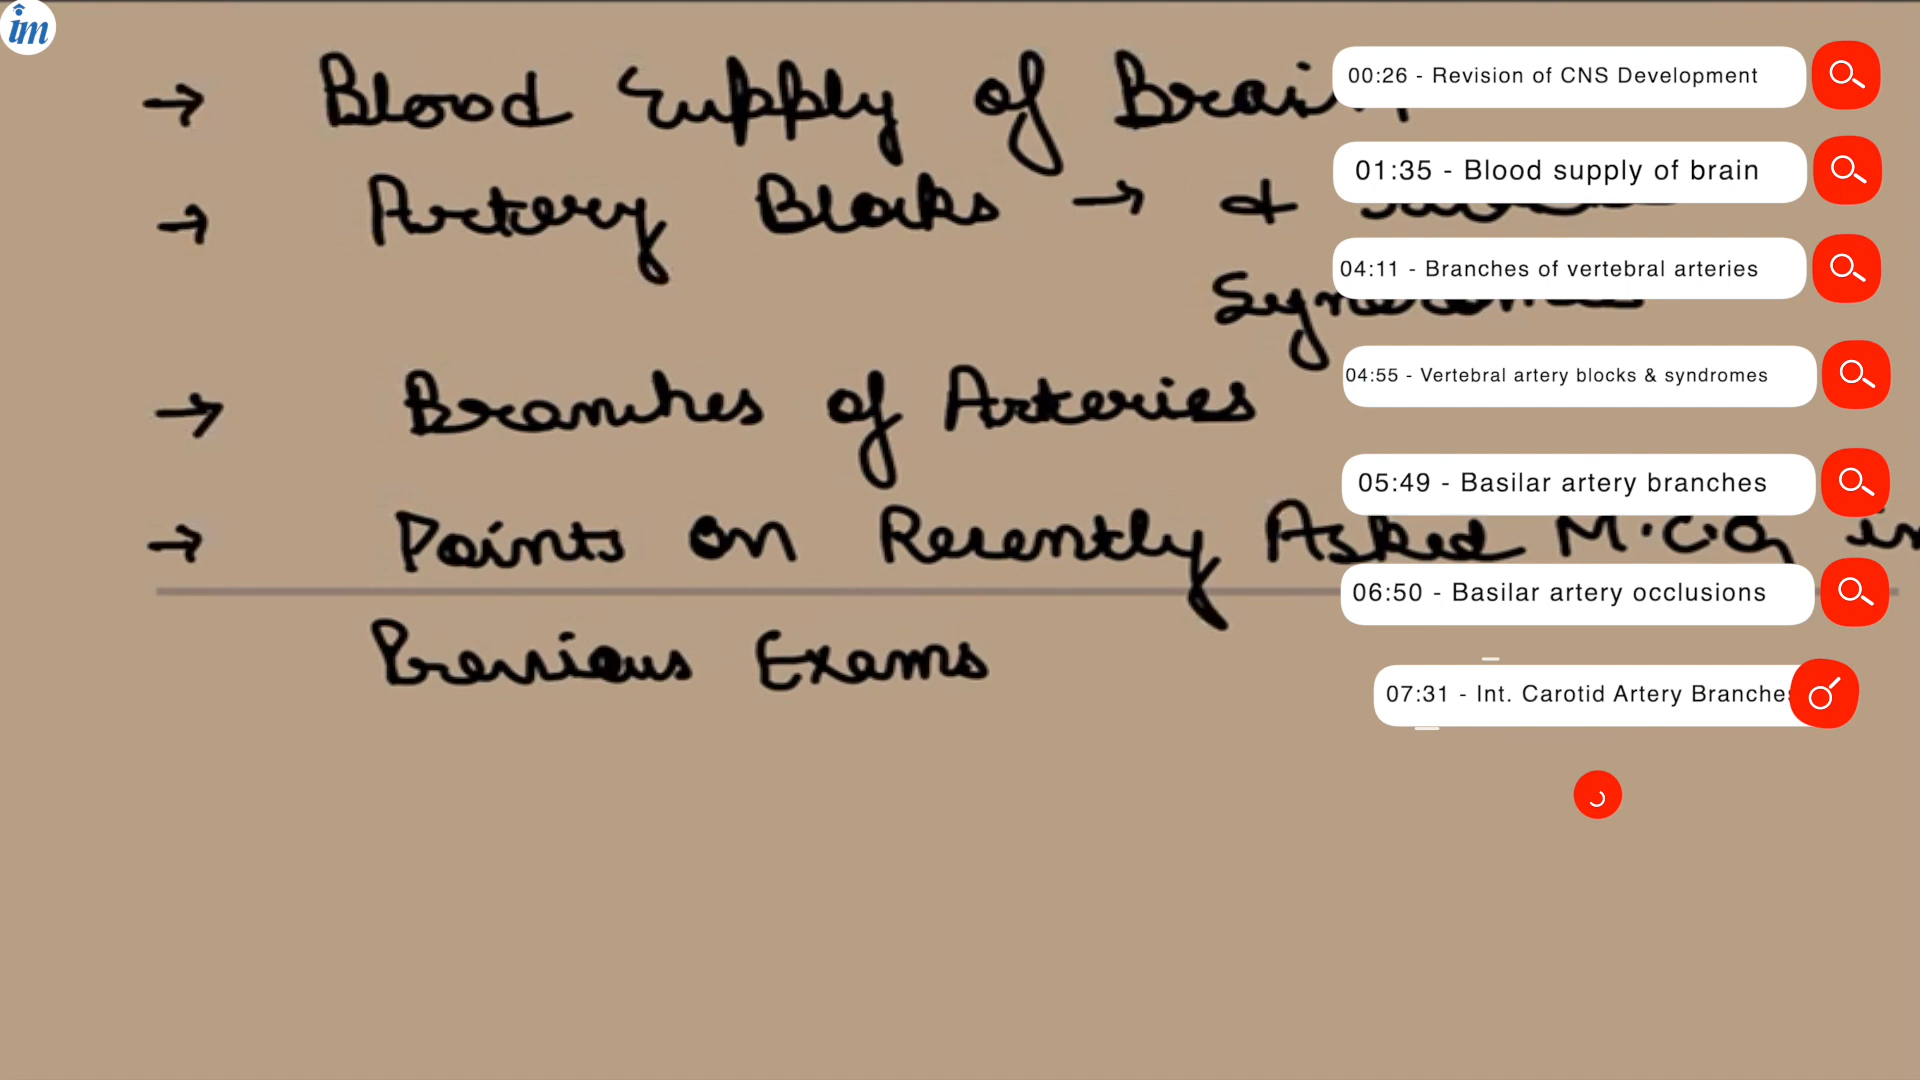 im
→ Blood Supply of Brain
→ Artery Blocks → &
→ Branches of Arteries
→ Points on Recently Asked M.C.Q in
Previous Exams
00:26 - Revision of CNS Development
01:35 - Blood supply of brain
04:11 - Branches of vertebral arteries
04:55 - Vertebral artery blocks & syndromes
05:49 - Basilar artery branches
06:50 - Basilar artery occlusions
07:31 - Int. Carotid Artery Branches